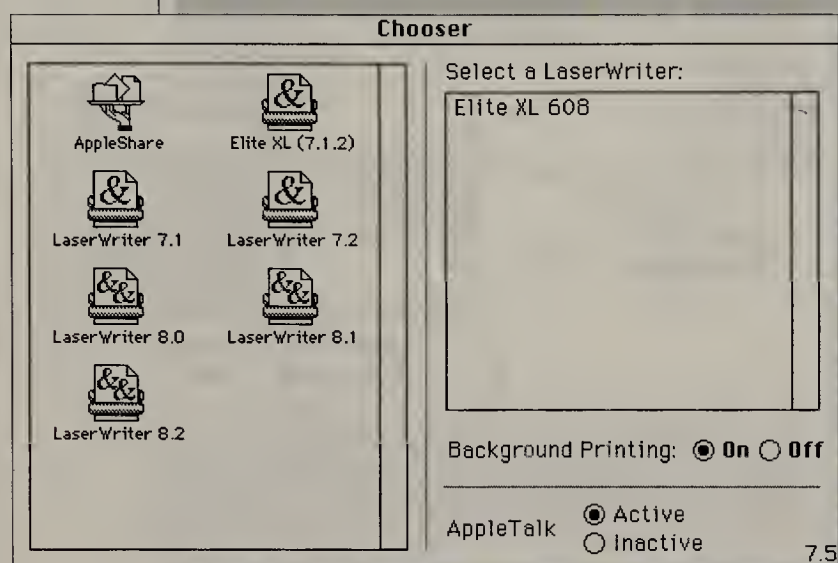 Chooser
AppleShare
Elite XL (7.1.2)
LaserWriter 7.1
LaserWriter 7.2
LaserWriter 8.0
LaserWriter 8.1
LaserWriter 8.2
Select a LaserWriter:
Elite XL 608
Background Printing: On Off
AppleTalk Active
Inactive
7.5